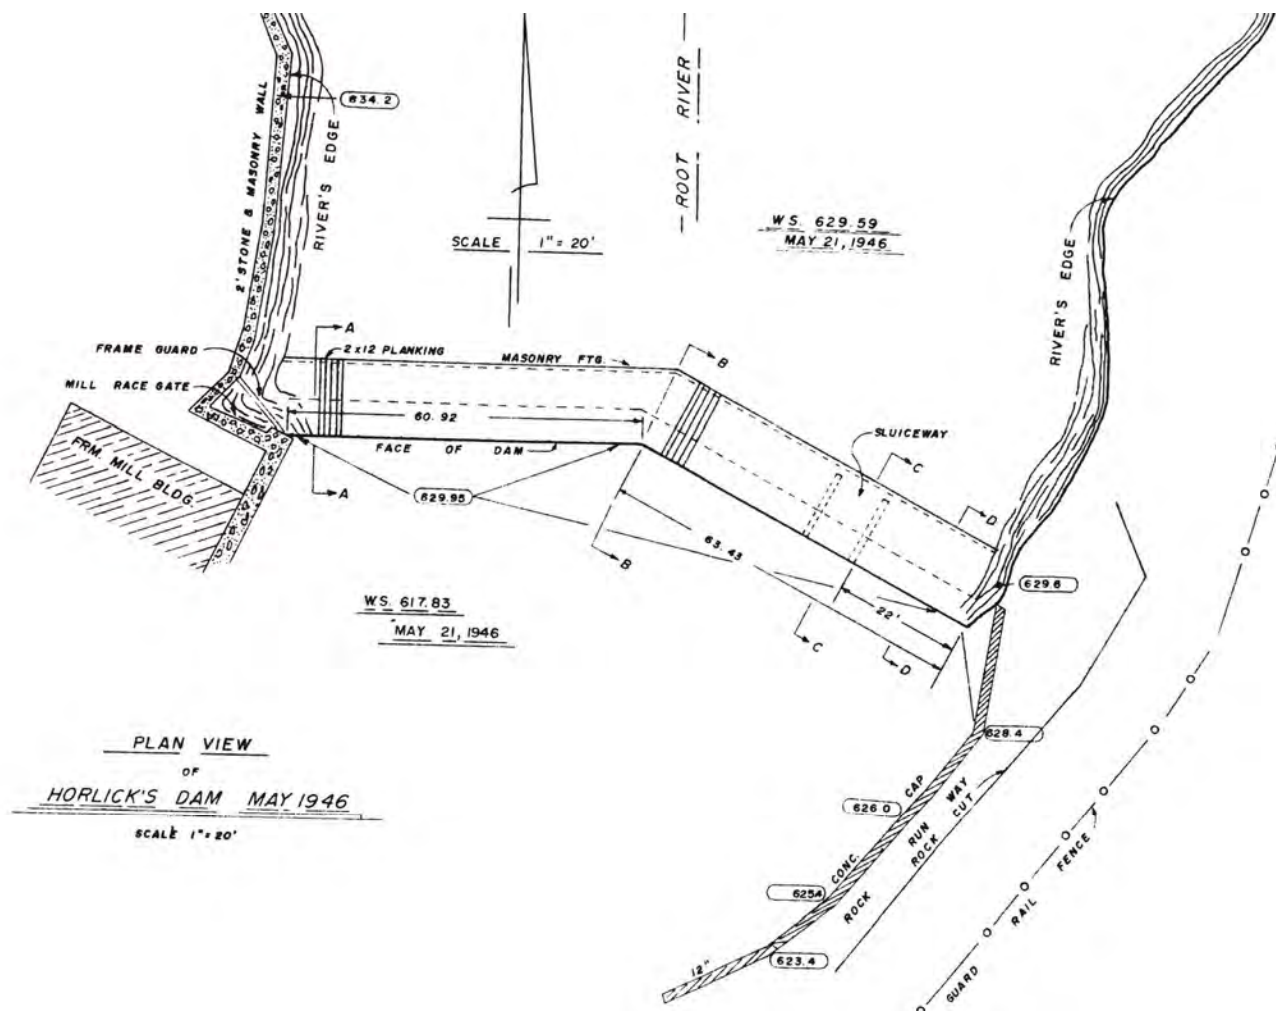 834.2
2' STONE & MASONRY WALL
RIVER'S EDGE
ROOT RIVER
SCALE 1" = 20'
W.S. 629.59
MAY 21, 1946
RIVER'S EDGE
A
FRAME GUARD
2 x 12 PLANKING
MASONRY FTG.
B
MILL RACE GATE
60.92
SLUICEWAY
FACE OF DAM
C
FRM. MILL BLDG.
A
629.95
D
63.43
B
629.6
W.S. 617.83
MAY 21, 1946
22'
C
D
628.4
PLAN VIEW
OF
HORLICK'S DAM MAY 1946
SCALE 1" = 20'
626.0
CONC. CAP
ROCK RUN WAY
ROCK CUT
6254
623.4
12"
GUARD RAIL FENCE